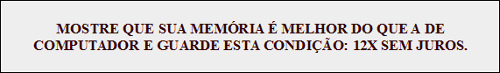 MOSTRE QUE SUA MEMÓRIA É MELHOR DO QUE A DE
COMPUTADOR E GUARDE ESTA CONDIÇÃO: 12X SEM JUROS.